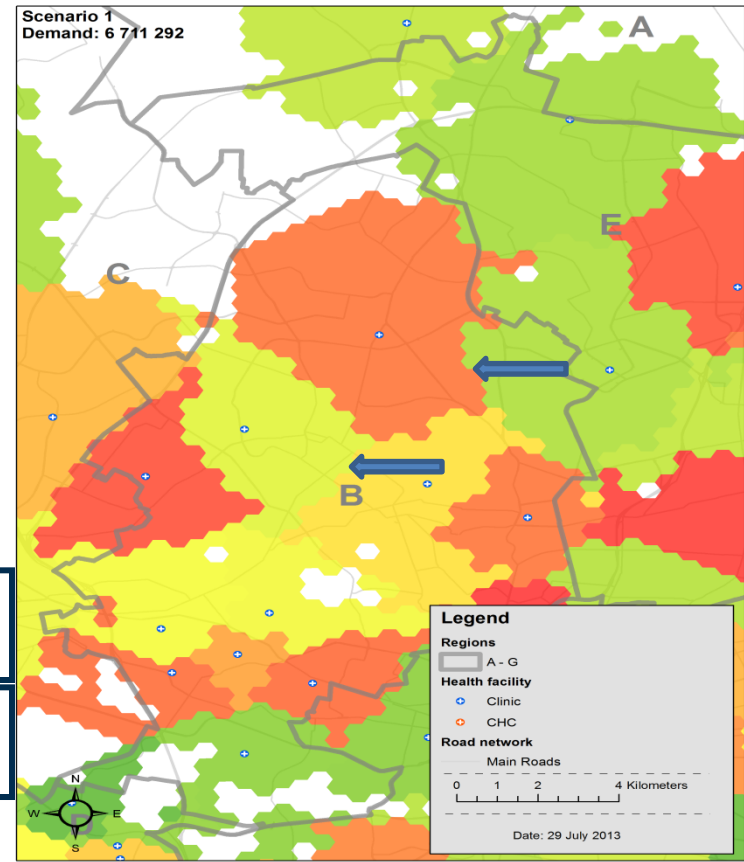 Scenario 1
Demand: 6 711 292
A
E
C
B
D
Legend
Regions
A - G
Health facility
Clinic
CHC
Road network
Main Roads
0 1 2 4 Kilometers
Date: 29 July 2013
N
W E
S